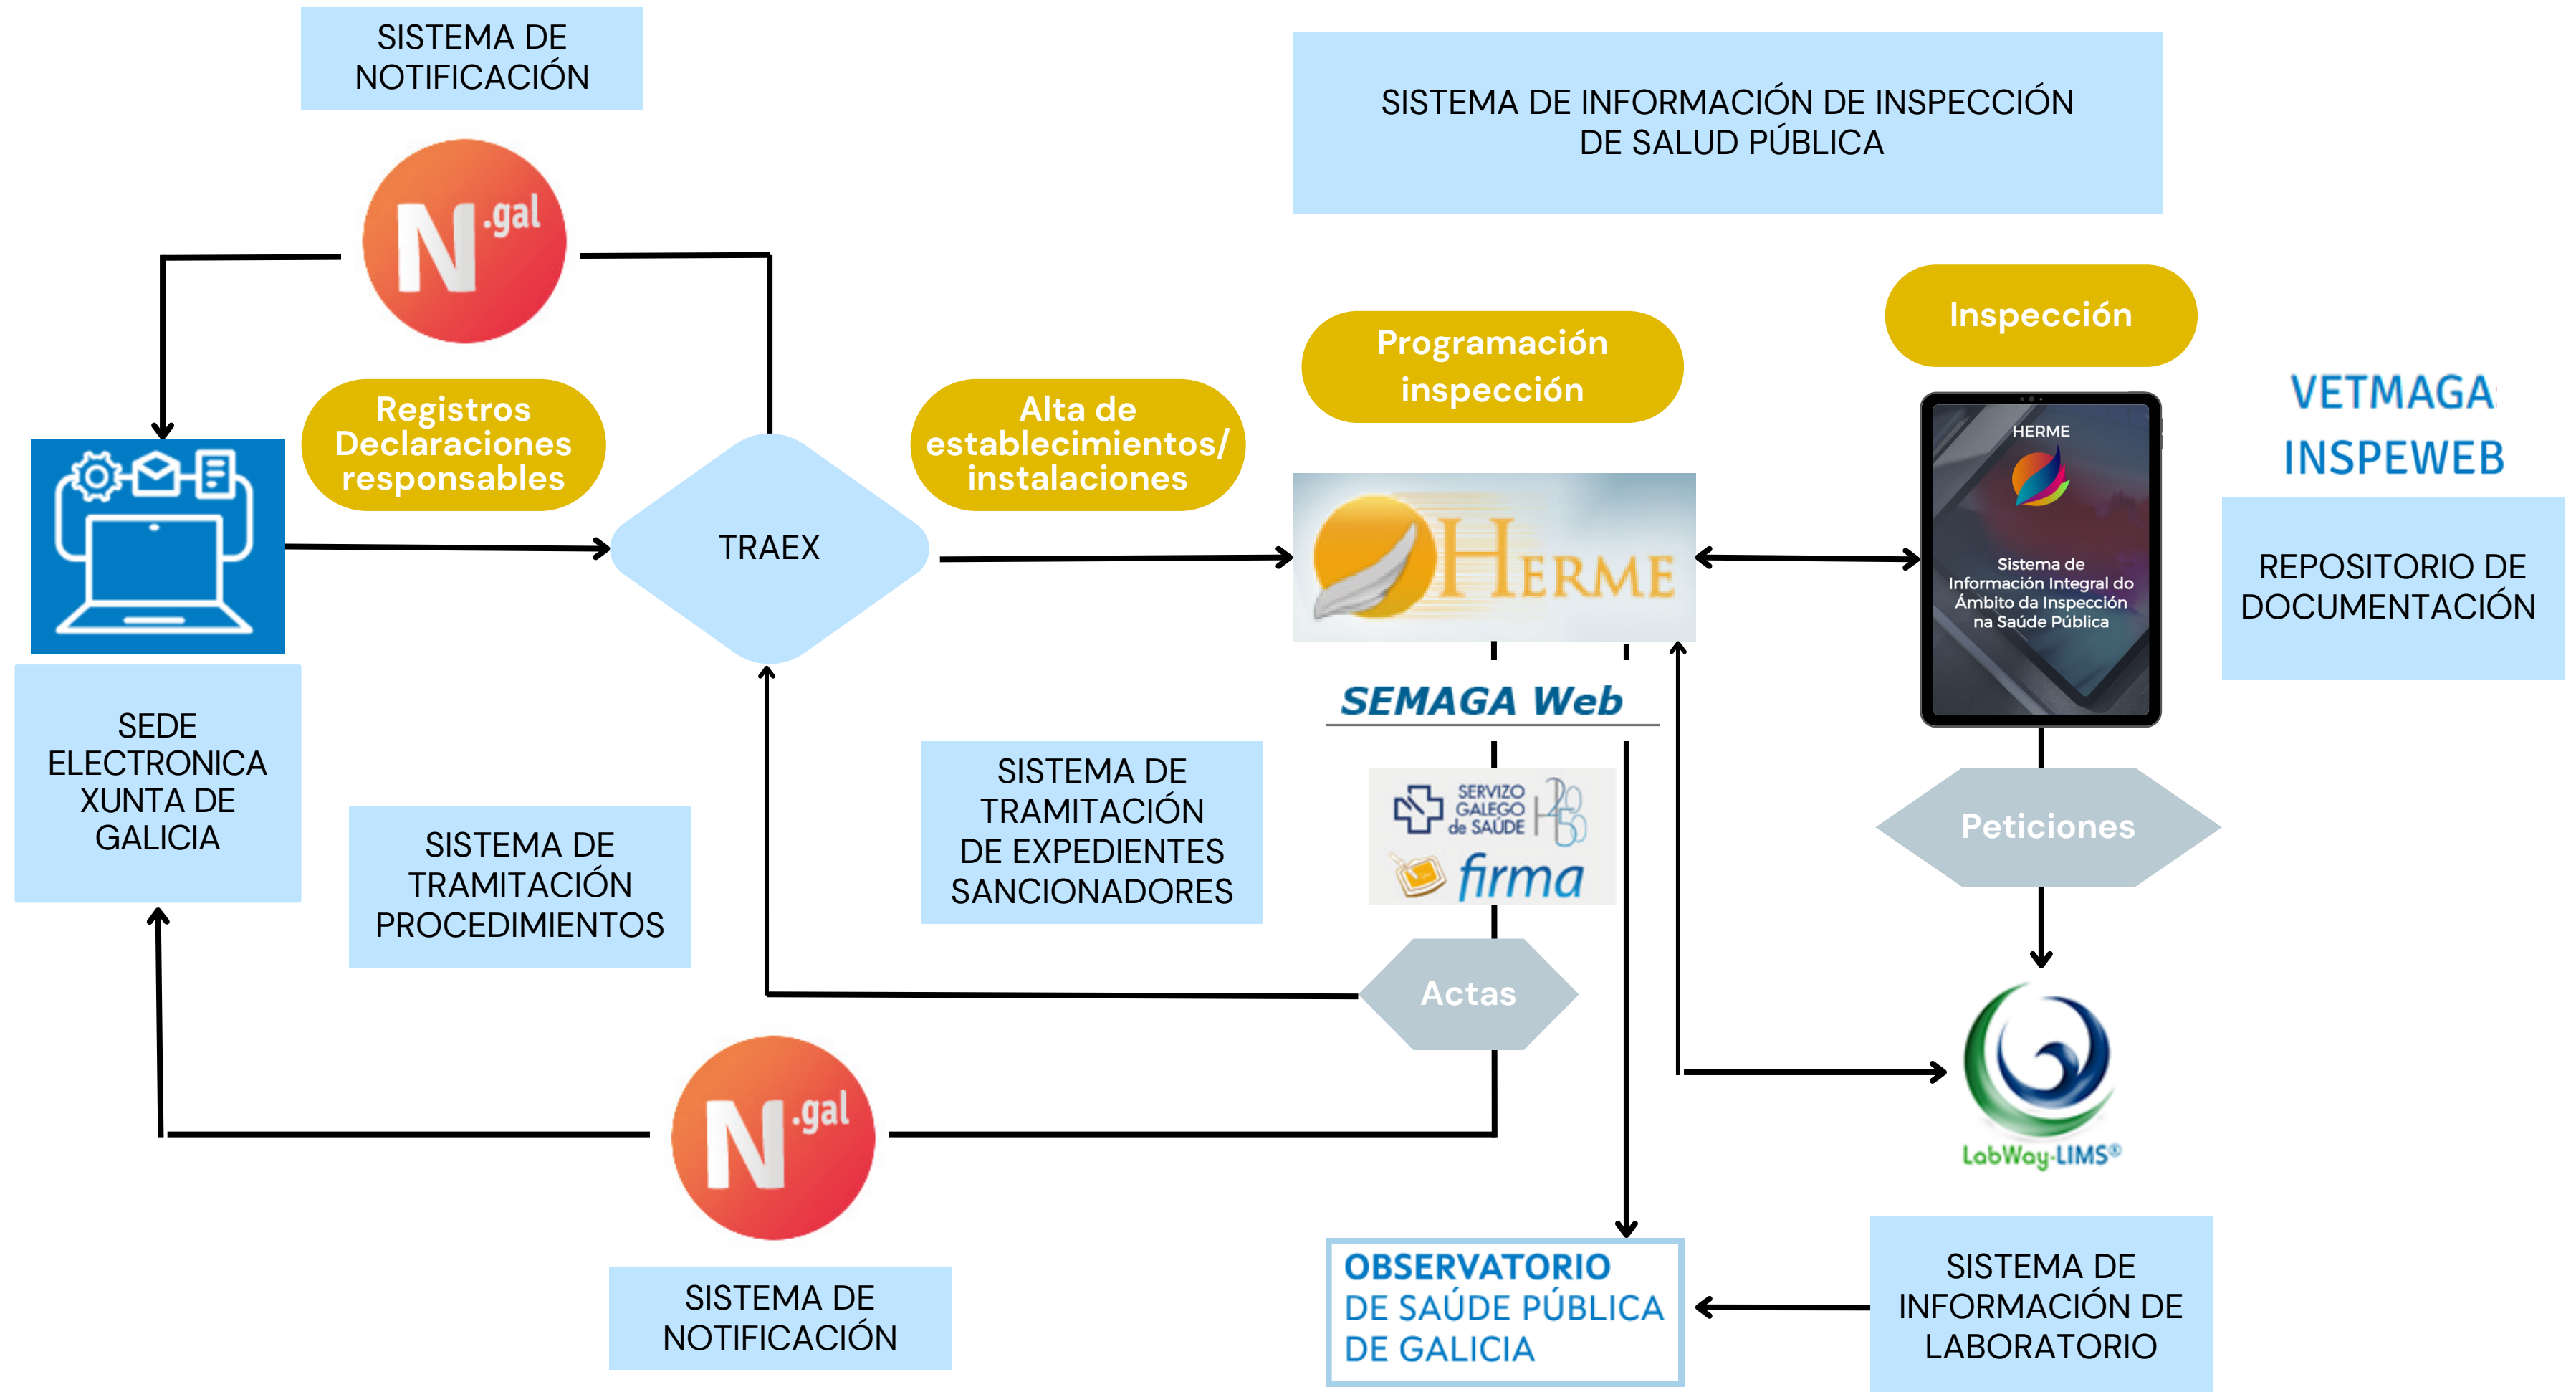 SISTEMA DE
NOTIFICACIÓN
SISTEMA DE INFORMACIÓN DE INSPECCIÓN
DE SALUD PÚBLICA
N.gal
Registros
Declaraciones
responsables
Alta de
establecimientos/
instalaciones
Programación
inspección
Inspección
VETMAGA
INSPEWEB
TRAEX
HERME
HERME
Sistema de
Información Integral do
Ámbito da Inspección
na Saúde Pública
REPOSITORIO DE
DOCUMENTACIÓN
SEDE
ELECTRONICA
XUNTA DE
GALICIA
SISTEMA DE
TRAMITACIÓN
PROCEDIMIENTOS
SISTEMA DE
TRAMITACIÓN
DE EXPEDIENTES
SANCIONADORES
SEMAGA Web
SERVIZO
GALEGO
de SAÚDE
H2050
firma
Peticiones
Actas
N.gal
LabWay-LIMS®
SISTEMA DE
NOTIFICACIÓN
OBSERVATORIO
DE SAÚDE PÚBLICA
DE GALICIA
SISTEMA DE
INFORMACIÓN DE
LABORATORIO